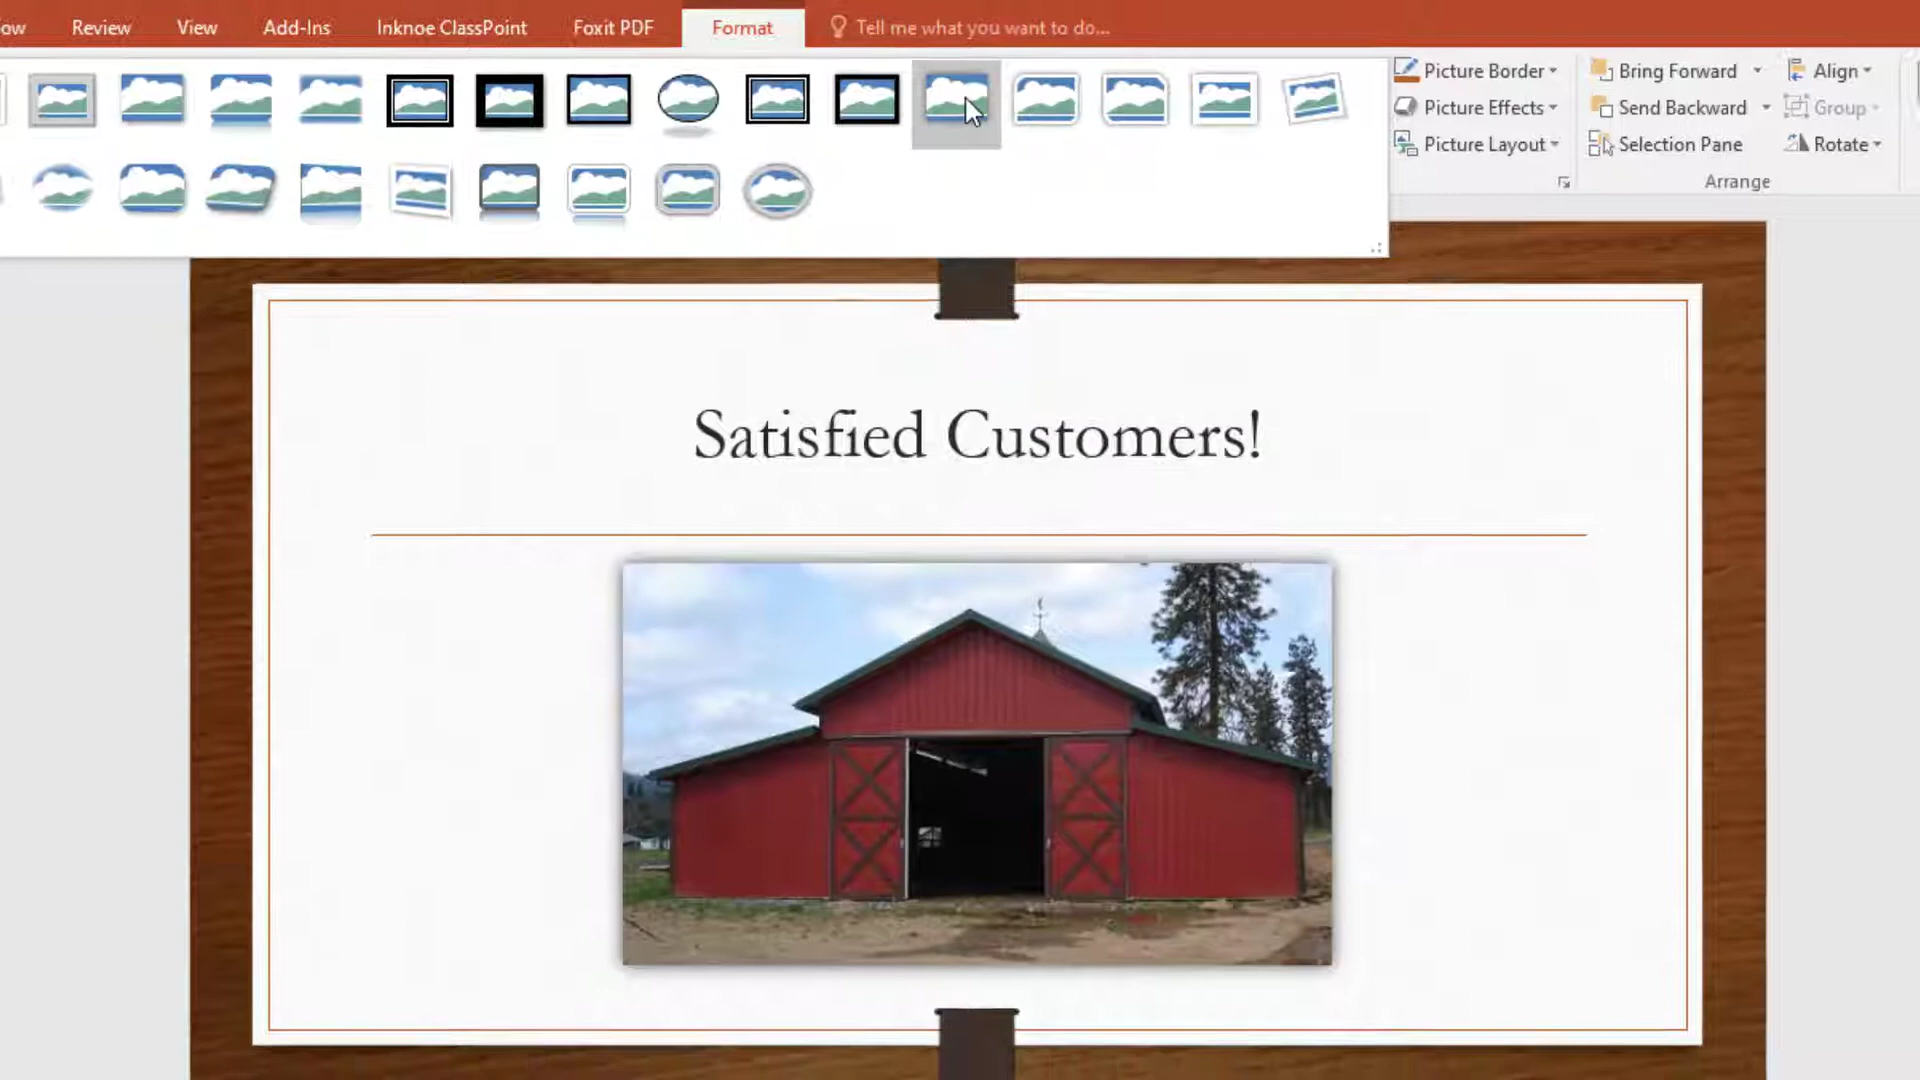 ow Review View Add-Ins Inknoe ClassPoint Foxit PDF Format Tell me what you want to do...
Picture Border Bring Forward Align
Picture Effects Send Backward Group
Picture Layout Selection Pane Rotate
Arrange
Satisfied Customers!